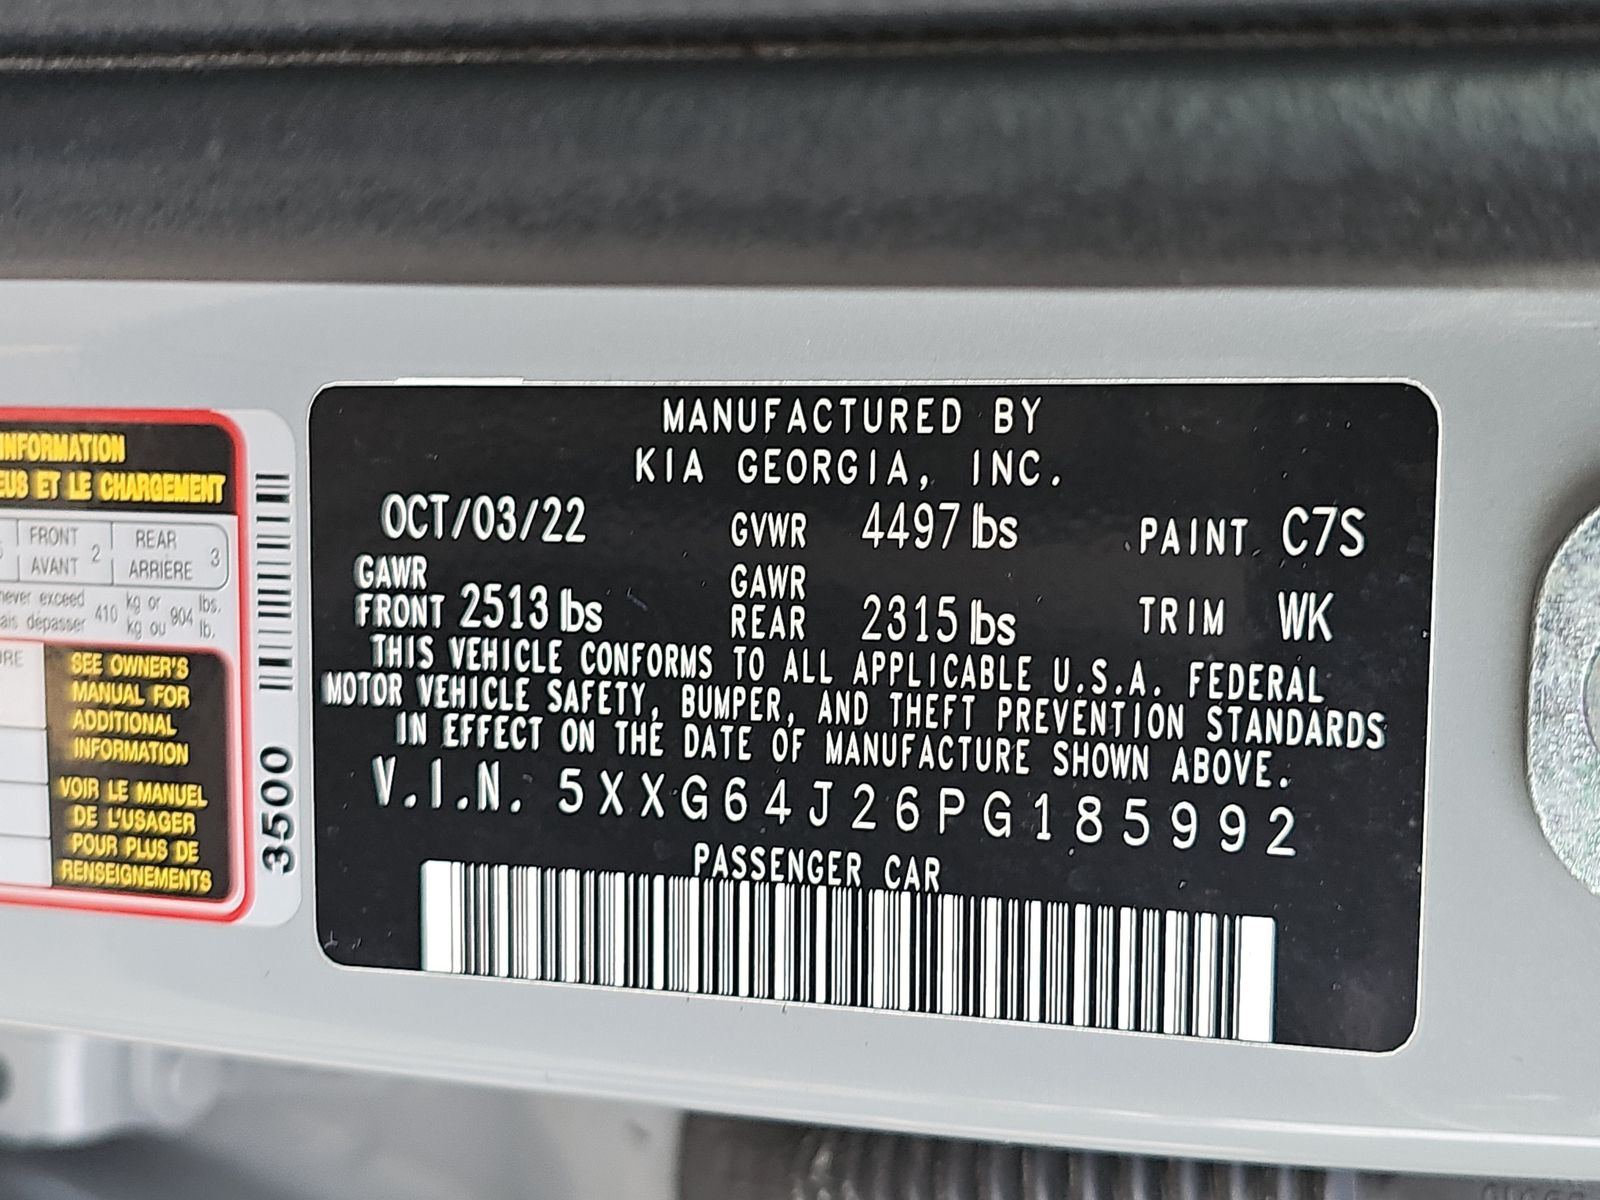 MANUFACTURED BY
KIA GEORGIA, INC.
OCT/03/22 GVWR 4497 lbs PAINT C7S
GAWR FRONT 2513 lbs GAWR REAR 2315 lbs TRIM WK
THIS VEHICLE CONFORMS TO ALL APPLICABLE U.S.A. FEDERAL
MOTOR VEHICLE SAFETY, BUMPER, AND THEFT PREVENTION STANDARDS
IN EFFECT ON THE DATE OF MANUFACTURE SHOWN ABOVE.
V.I.N. 5XXG64J26PG185992
PASSENGER CAR
INFORMATION
ET LE CHARGEMENT
FRONT AVANT 2 REAR ARRIÈRE 3
never exceed 410 kg or 904 lbs.
dépasser kg ou lb.
SEE OWNER'S
MANUAL FOR
ADDITIONAL
INFORMATION
VOIR LE MANUEL
DE L'USAGER
POUR PLUS DE
RENSEIGNEMENTS
3500